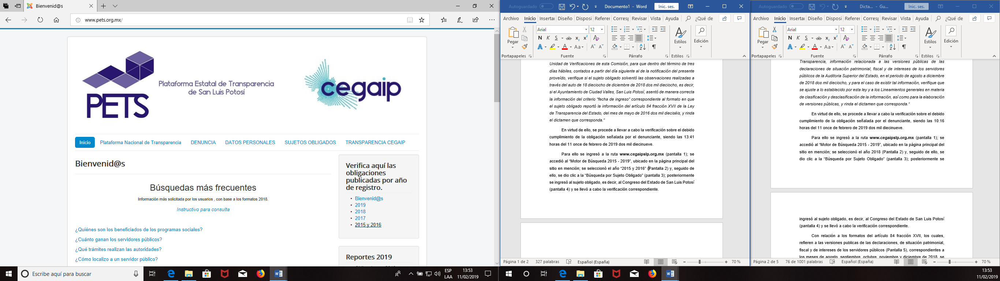 Bienvenid@s
www.pets.org.mx/
PETS
Plataforma Estatal de Transparencia
de San Luis Potosí
cegaip
Inicio
Plataforma Nacional de Transparencia
DENUNCIA
DATOS PERSONALES
SUJETOS OBLIGADOS
TRANSPARENCIA CEGAIP
Bienvenid@s
Búsquedas más frecuentes
Información más solicitada por los usuarios , con base a los formatos 2018.
Instructivo para consulta
¿Quiénes son los beneficiados de los programas sociales?
¿Cuánto ganan los servidores públicos?
¿Qué trámites realizan las autoridades?
¿Cómo localizo a un servidor público?
Verifica aquí las
obligaciones
publicadas por año
de registro.
• Bienvenid@s
• 2019
• 2018
• 2017
• 2015 y 2016
Reportes 2019
Autoguardado
Documento1 - Word
Inic. ses.
Archivo Inicio Insertar Diseño Disposi Referer Corresp Revisar Vista Ayuda ¿Qué de
Pegar
Arial
12
N K S ab x₂ x²
A Aa
Estilos
Edición
Portapapeles
Fuente
Párrafo
Estilos
Unidad de Verificaciones de esta Comisión, para que dentro del término de tres
días hábiles, contados a partir del día siguiente al de la notificación del presente
proveído, verifique si el sujeto obligado solventó las observaciones realizadas a
través del auto de 18 dieciocho de diciembre de 2018 dos mil dieciocho, es decir,
si el Ayuntamiento de Ciudad Valles, San Luis Potosí, asentó de manera correcta
la información del criterio "fecha de ingreso" correspondiente al formato en que
el sujeto obligado reportó la información del artículo 84 fracción XVII de la Ley
de Transparencia del Estado, del mes de mayo de 2016 dos mil dieciséis, y rinda
el dictamen que corresponda.”
En virtud de ello, se procede a llevar a cabo la verificación sobre el debido
cumplimiento de la obligación señalada por el denunciante, siendo las 13:41
horas del 11 once de febrero de 2019 dos mil diecinueve.
Para ello se ingresó a la ruta www.cegaipslp.org.mx (pantalla 1); se
accedió al “Motor de Búsqueda 2015 - 2019”, ubicado en la página principal del
sitio en mención; se seleccionó el año “2015 y 2016” (Pantalla 2) y, seguido de
ello, se dio clic a la “Búsqueda por Sujeto Obligado” (pantalla 3); posteriormente
se ingresó al sujeto obligado, es decir, al Congreso del Estado de San Luis Potosí
(pantalla 4) y se llevó a cabo la verificación correspondiente.
Página 1 de 2 327 palabras Español (España) 70 %
Autoguardado
Dicta... - Gu...
Inic. ses.
Archivo Inicio Insertar Diseño Disposi Referer Corresp Revisar Vista Ayuda ¿Qué de
Pegar
Arial
12
N K S ab x₂ x²
A Aa
Estilos
Edición
Portapapeles
Fuente
Párrafo
Estilos
Transparencia, información relacionada a las versiones públicas de las
declaraciones de situación patrimonial, fiscal y de intereses de los servidores
públicos de la Auditoria Superior del Estado, en el periodo de agosto a diciembre
de 2018 dos mil dieciocho, y para el caso de existir tal información, verifique que
se ajuste a lo establecido por esta ley y a los Lineamientos generales en materia
de clasificación y desclasificación de la información, así como para la elaboración
de versiones públicas, y rinda el dictamen que corresponda.”
En virtud de ello, se procede a llevar a cabo la verificación sobre el debido
cumplimiento de la obligación señalada por el denunciante, siendo las 10:16
horas del 11 once de febrero de 2019 dos mil diecinueve.
Para ello se ingresó a la ruta www.cegaipslp.org.mx (pantalla 1); se
accedió al “Motor de Búsqueda 2015 - 2019”, ubicado en la página principal del
sitio en mención; se seleccionó el año 2018 (Pantalla 2) y, seguido de ello, se
dio clic a la “Búsqueda por Sujeto Obligado” (pantalla 3); posteriormente se
ingresó al sujeto obligado, es decir, al Congreso del Estado de San Luis Potosí
(pantalla 4) y se llevó a cabo la verificación correspondiente.
Con relación a los formatos del artículo 84 fracción XVII, los cuales,
refieren a las versiones publicas de las declaraciones, de situación patrimonial,
fiscal y de intereses de los servidores públicos (Pantalla 5), correspondientes a
los meses de agosto, septiembre, octubre, noviembre y diciembre de 2018, se
Página 2 de 5 76 de 1001 palabras Español (España) 70 %
Escribe aquí para buscar
ESP
LAA
13:53
11/02/2019
13:53
11/02/2019